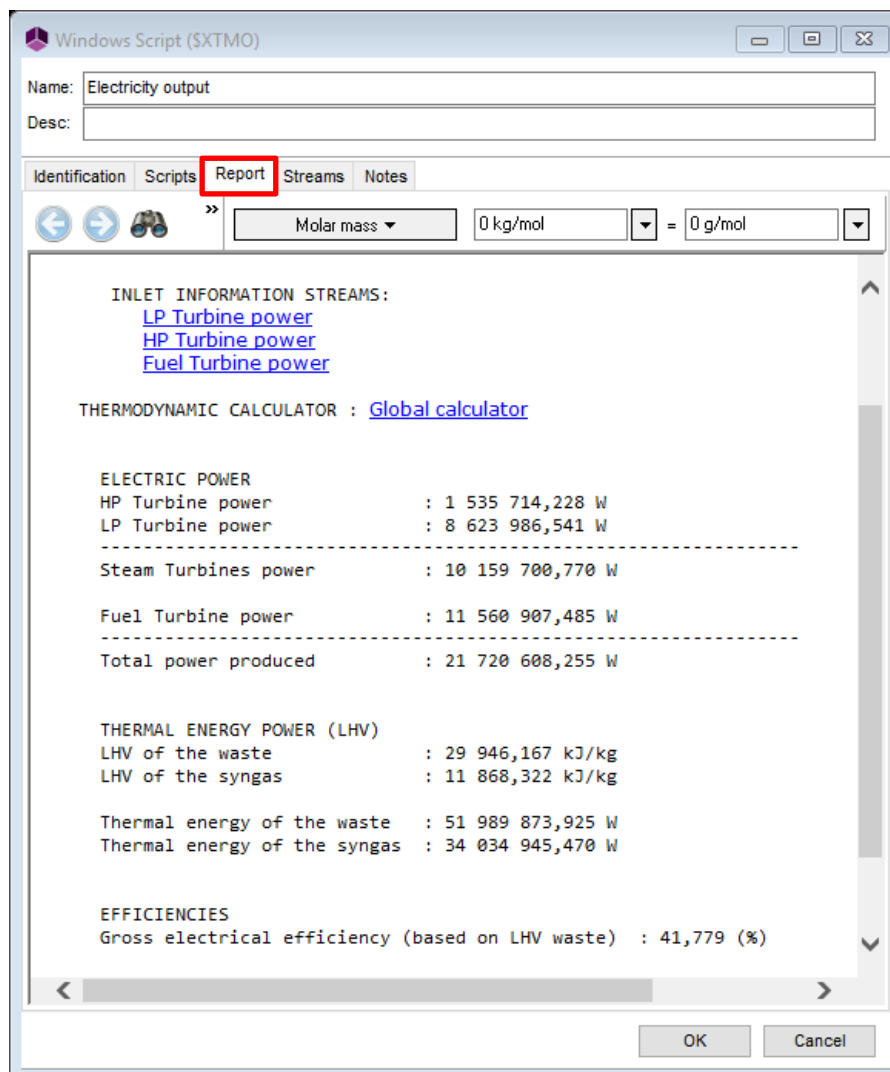 Windows Script ($XTMO)
Name: Electricity output
Desc:
Identification Scripts Report Streams Notes
» Molar mass 0 kg/mol = 0 g/mol
INLET INFORMATION STREAMS:
LP Turbine power
HP Turbine power
Fuel Turbine power
THERMODYNAMIC CALCULATOR : Global calculator
ELECTRIC POWER
HP Turbine power : 1 535 714,228 W
LP Turbine power : 8 623 986,541 W
-----------------------------------------------------------------
Steam Turbines power : 10 159 700,770 W
Fuel Turbine power : 11 560 907,485 W
-----------------------------------------------------------------
Total power produced : 21 720 608,255 W
THERMAL ENERGY POWER (LHV)
LHV of the waste : 29 946,167 kJ/kg
LHV of the syngas : 11 868,322 kJ/kg
Thermal energy of the waste : 51 989 873,925 W
Thermal energy of the syngas : 34 034 945,470 W
EFFICIENCIES
Gross electrical efficiency (based on LHV waste) : 41,779 (%)
OK Cancel